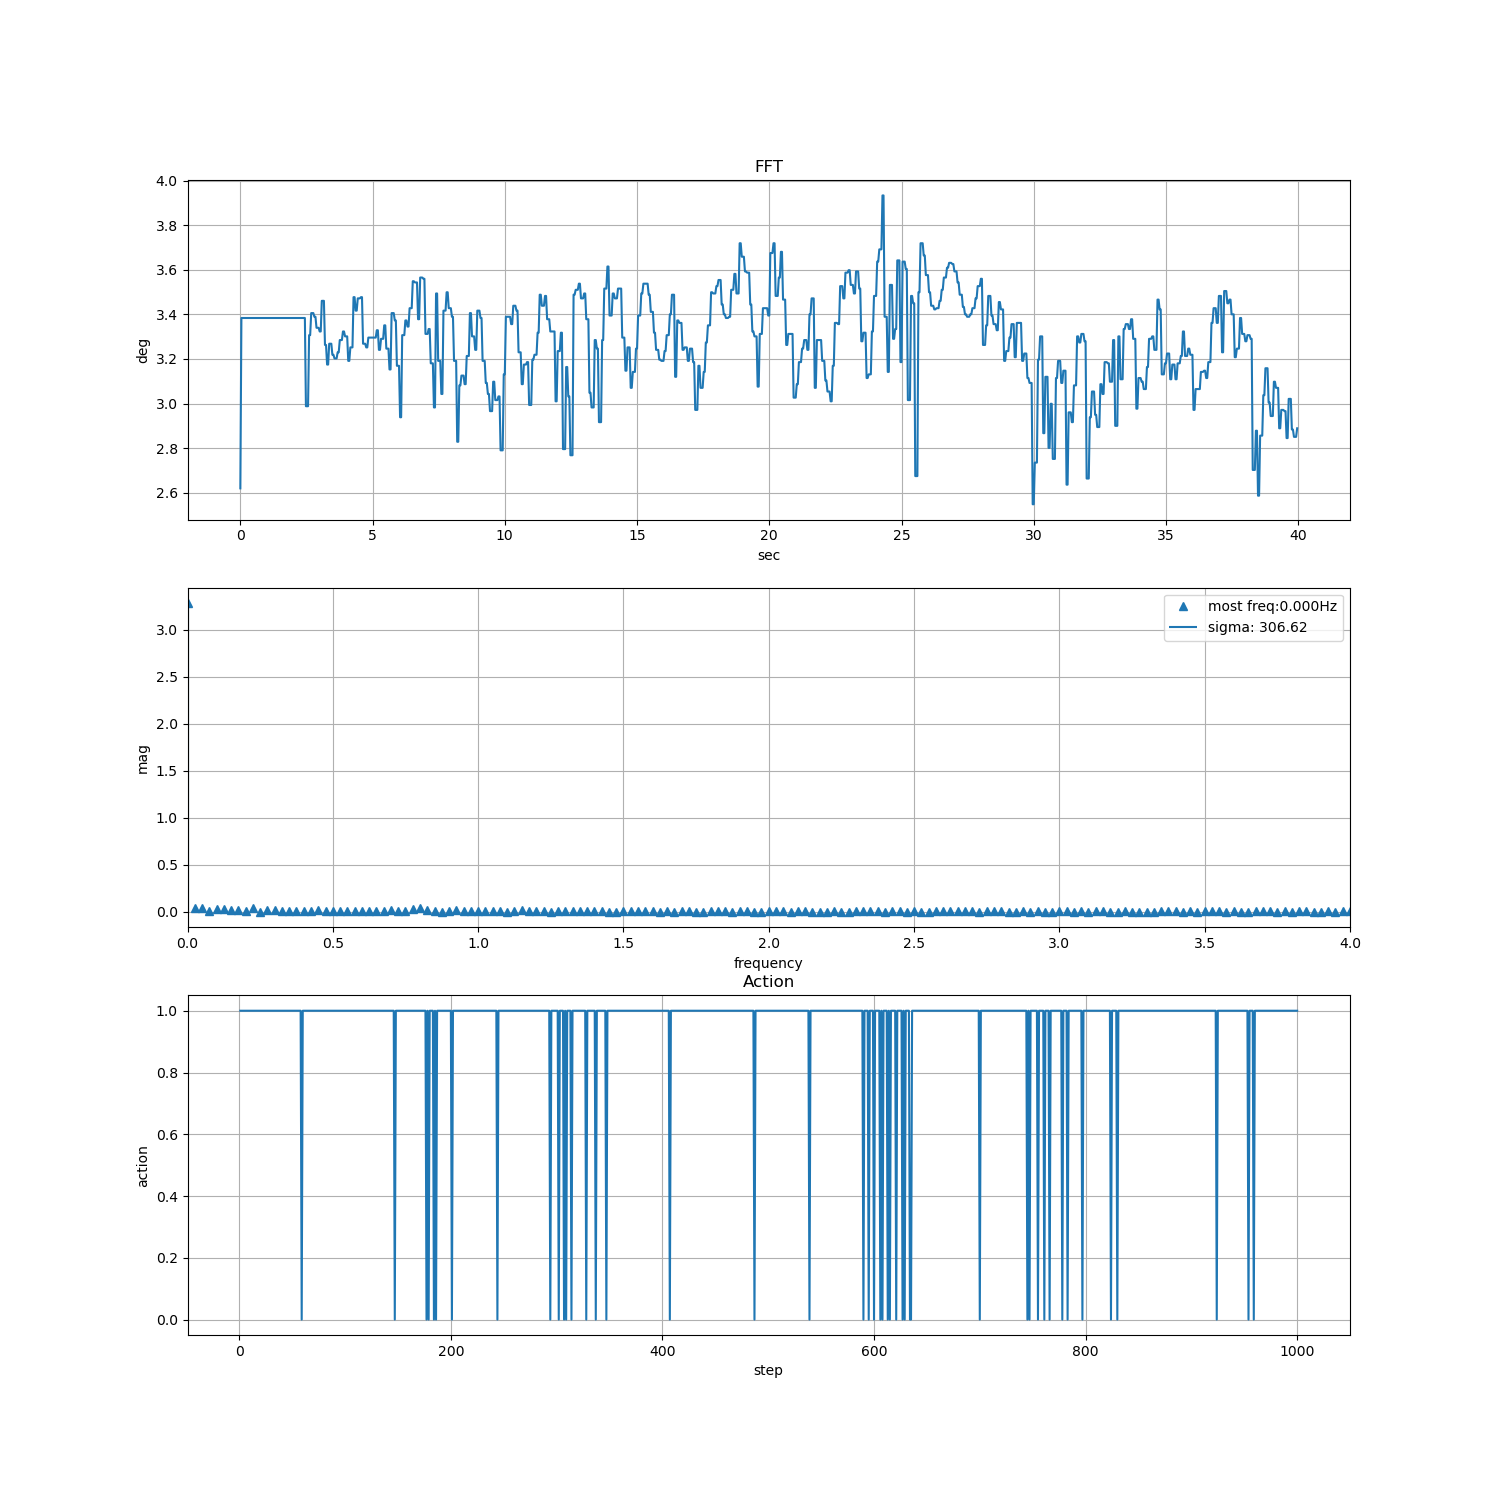 FFT
4.0
3.8
3.6
3.4
3.2
3.0
2.8
2.6
deg
0 5 10 15 20 25 30 35 40
sec
most freq:0.000Hz
sigma: 306.62
3.0
2.5
2.0
1.5
1.0
0.5
0.0
mag
0.0 0.5 1.0 1.5 2.0 2.5 3.0 3.5 4.0
frequency
Action
1.0
0.8
0.6
0.4
0.2
0.0
action
0 200 400 600 800 1000
step